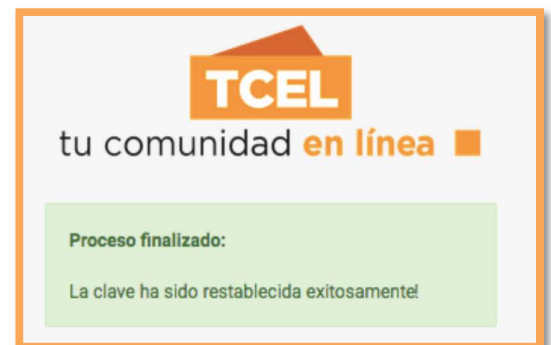 TCEL
tu comunidad en línea
Proceso finalizado:
La clave ha sido restablecida exitosamente!